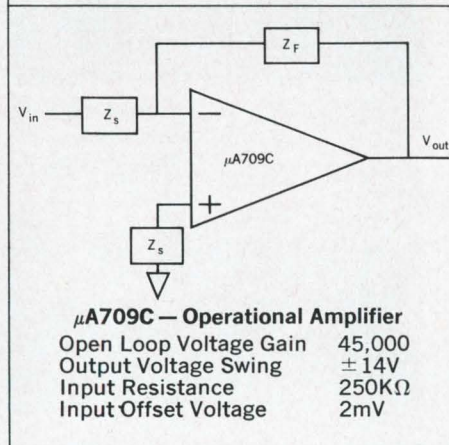 Z_F
V_in
Z_s
−
μA709C
V_out
+
Z_s
μA709C — Operational Amplifier
Open Loop Voltage Gain 45,000
Output Voltage Swing ±14V
Input Resistance 250KΩ
Input Offset Voltage 2mV